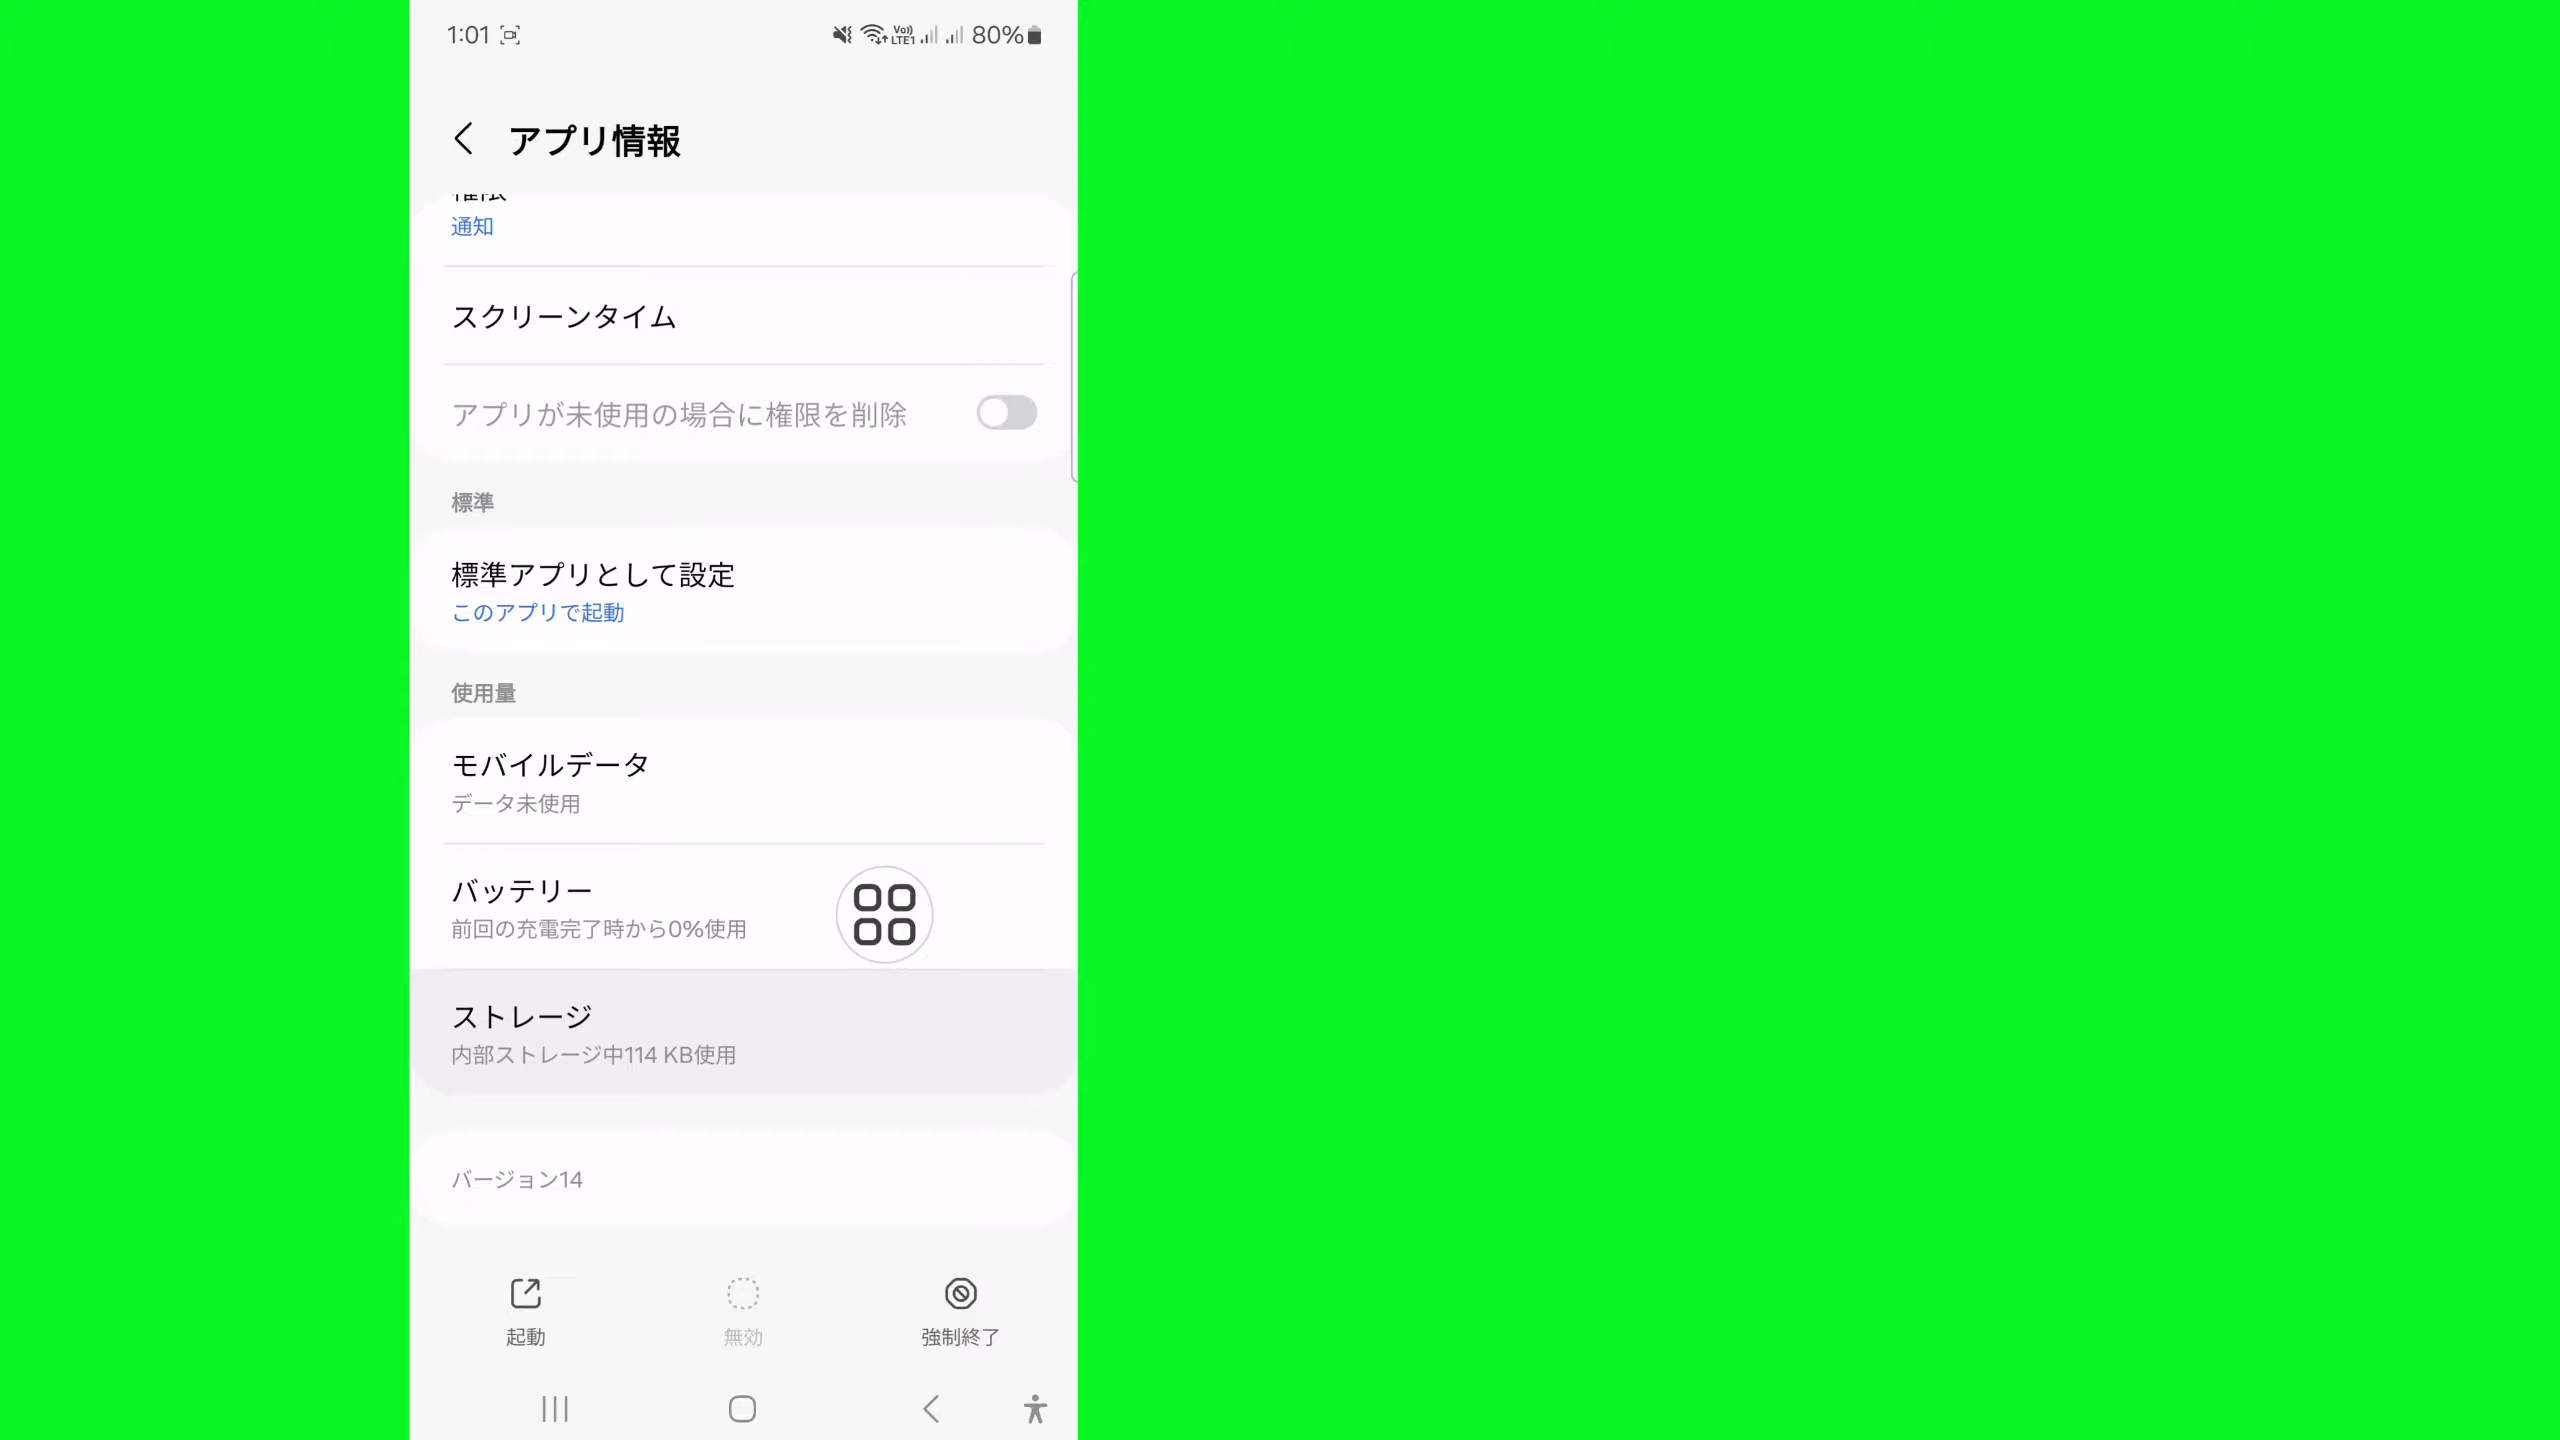 1:01
Vo)) LTE1 80%
アプリ情報
通知
スクリーンタイム
アプリが未使用の場合に権限を削除
標準
標準アプリとして設定
このアプリで起動
使用量
モバイルデータ
データ未使用
バッテリー
前回の充電完了時から0%使用
ストレージ
内部ストレージ中114 KB使用
バージョン14
起動
無効
強制終了